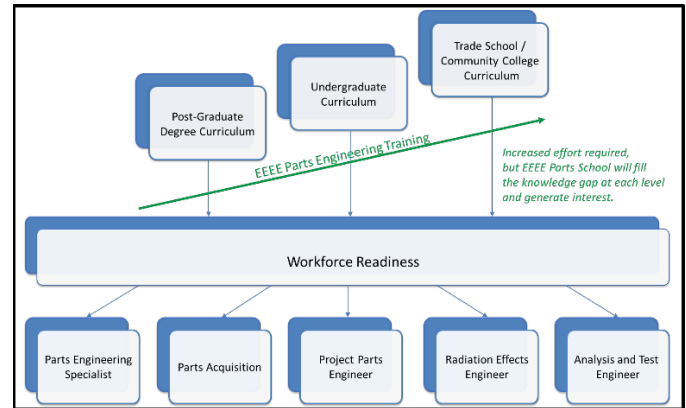 Trade School /
Community College
Curriculum
Undergraduate
Curriculum
Post-Graduate
Degree Curriculum
EEEE Parts Engineering Training
Increased effort required,
but EEEE Parts School will fill
the knowledge gap at each level
and generate interest.
Workforce Readiness
Parts Engineering
Specialist
Parts Acquisition
Project Parts
Engineer
Radiation Effects
Engineer
Analysis and Test
Engineer